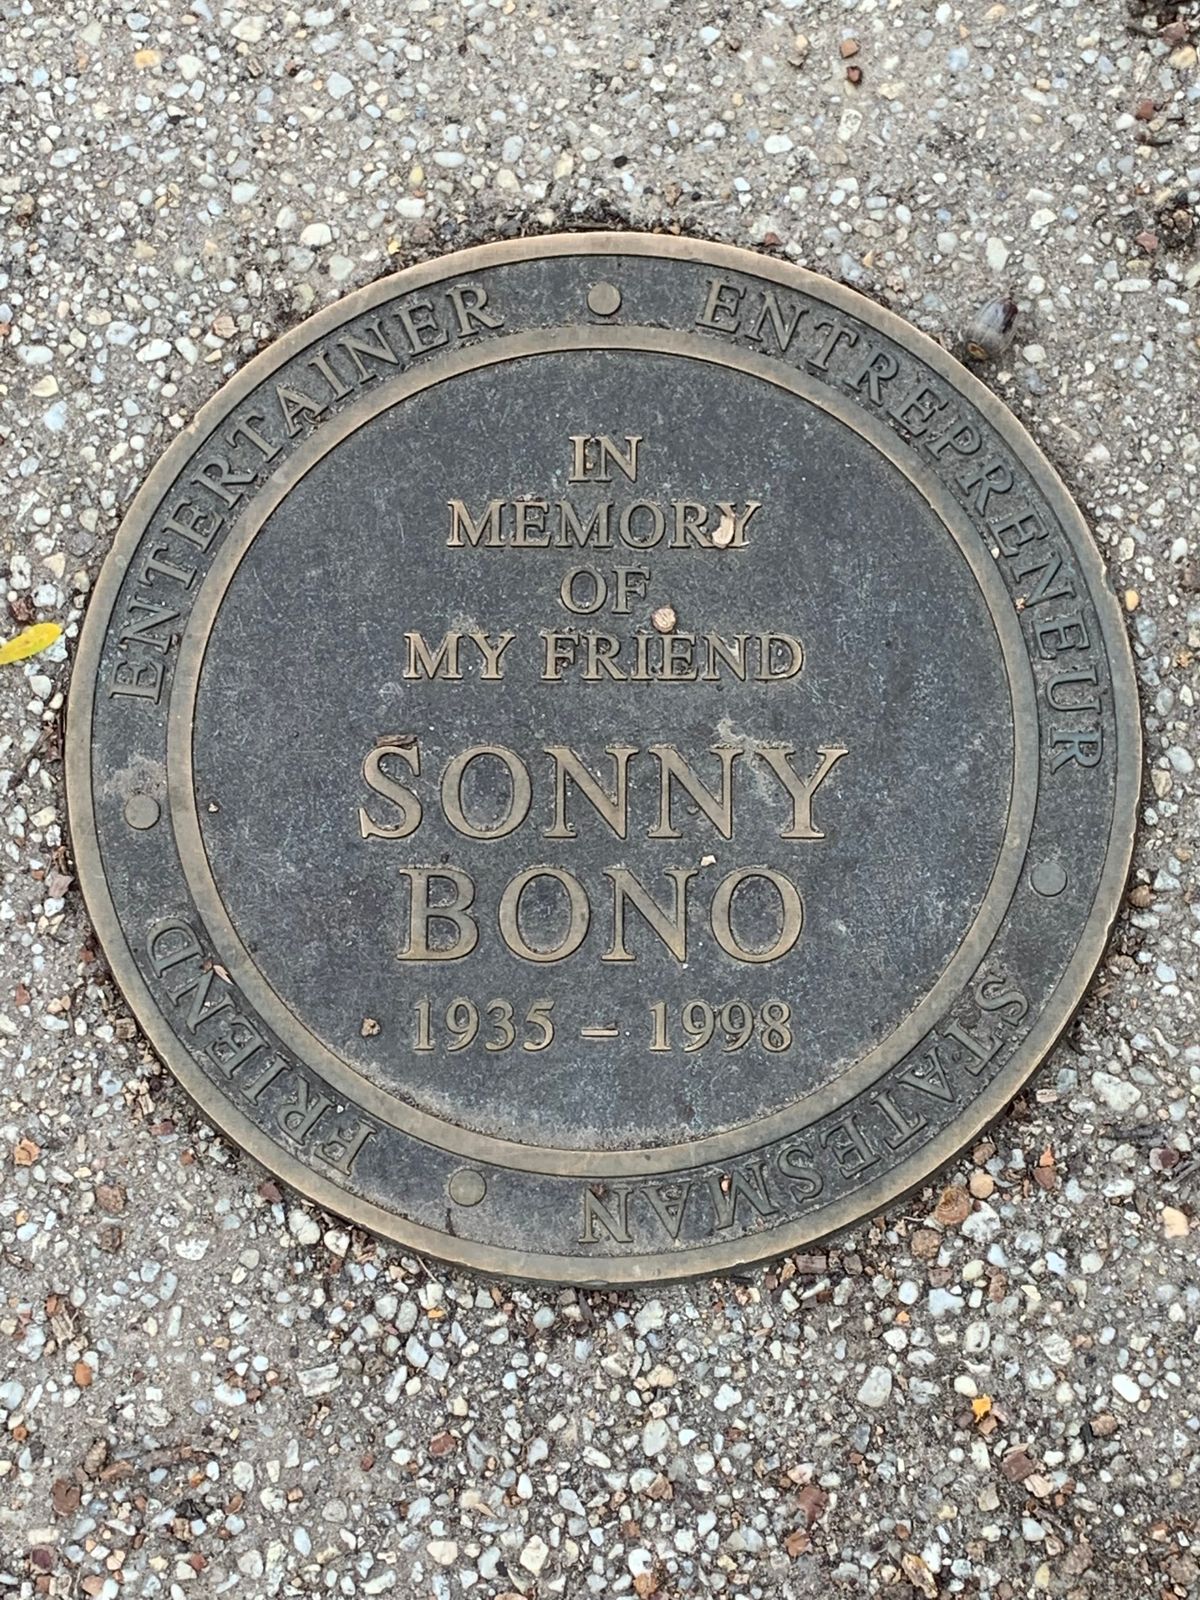 ENTERTAINER • ENTREPRENEUR • STATESMAN • FRIEND •
IN
MEMORY
OF
MY FRIEND
SONNY
BONO
1935 – 1998